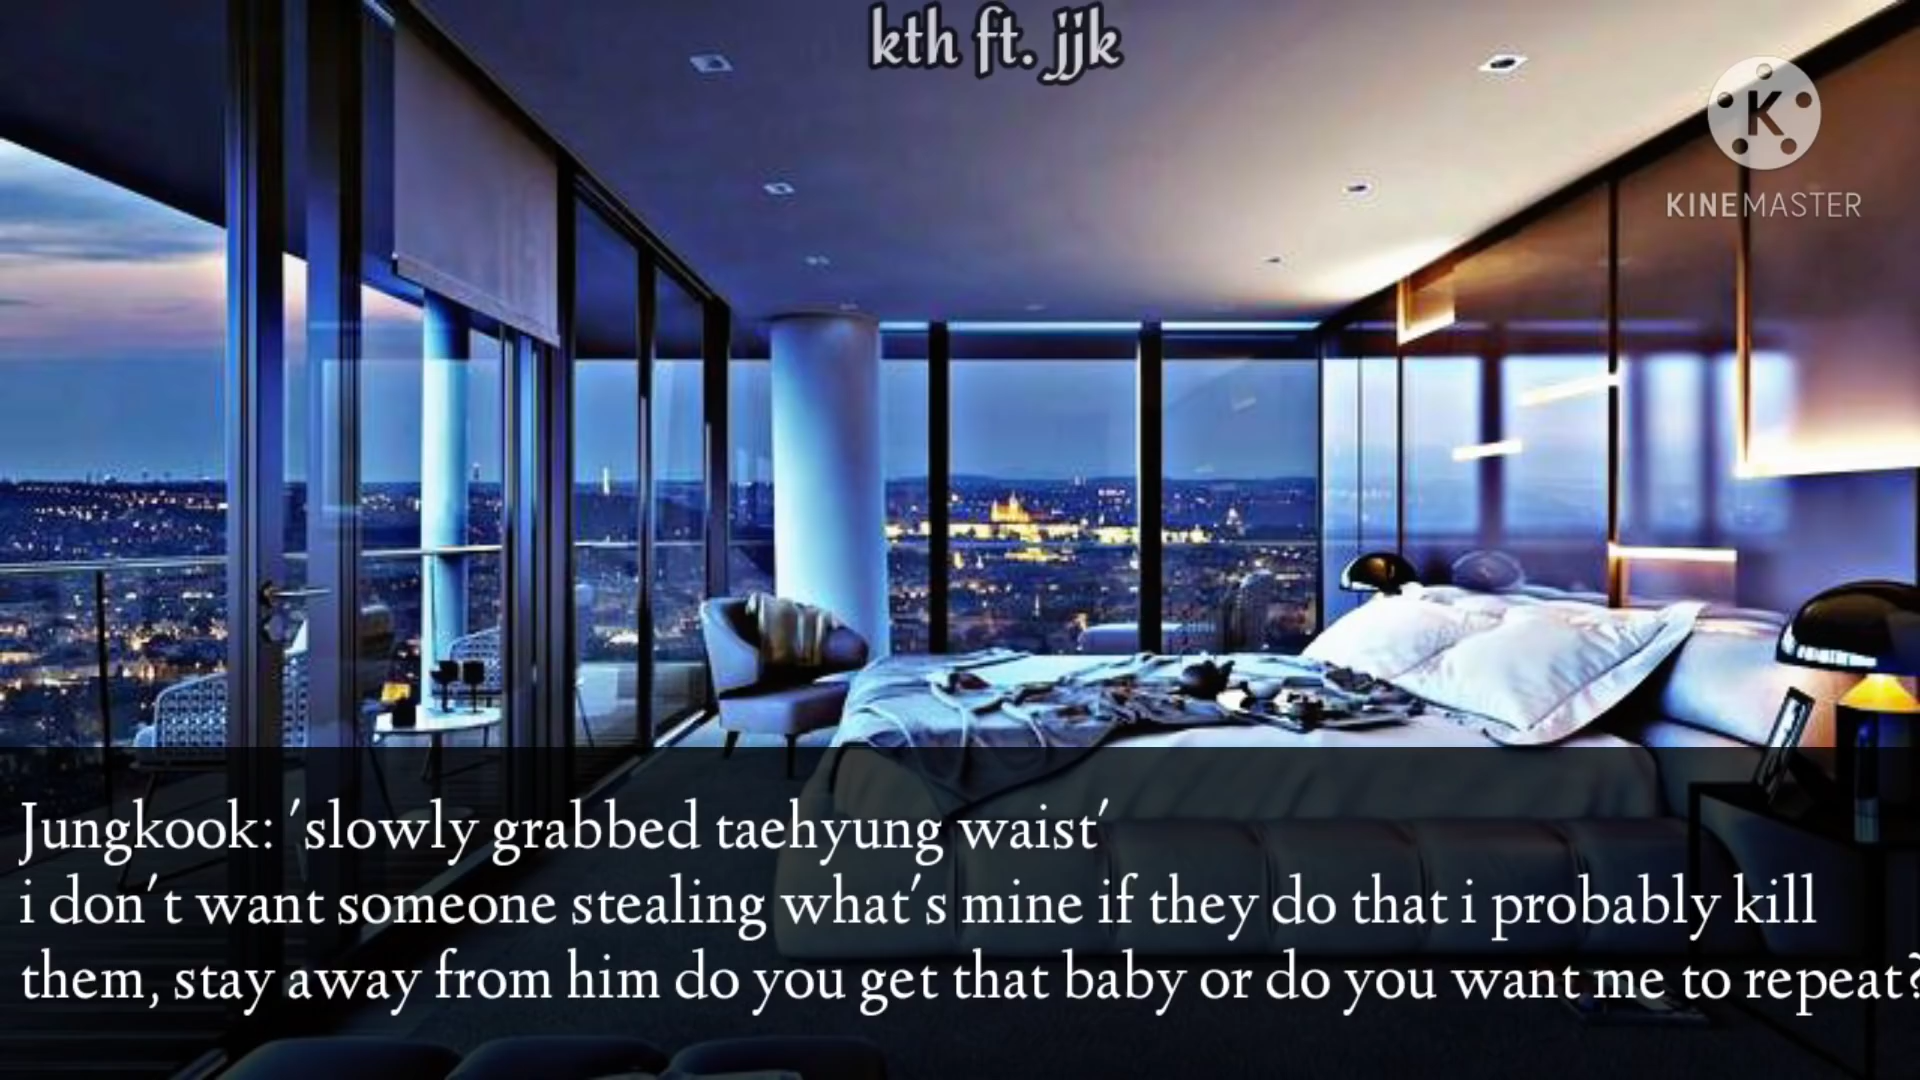 kth ft. jjk
K
KINEMASTER
Jungkook: 'slowly grabbed taehyung waist'
i don't want someone stealing what's mine if they do that i probably kill
them, stay away from him do you get that baby or do you want me to repeat?